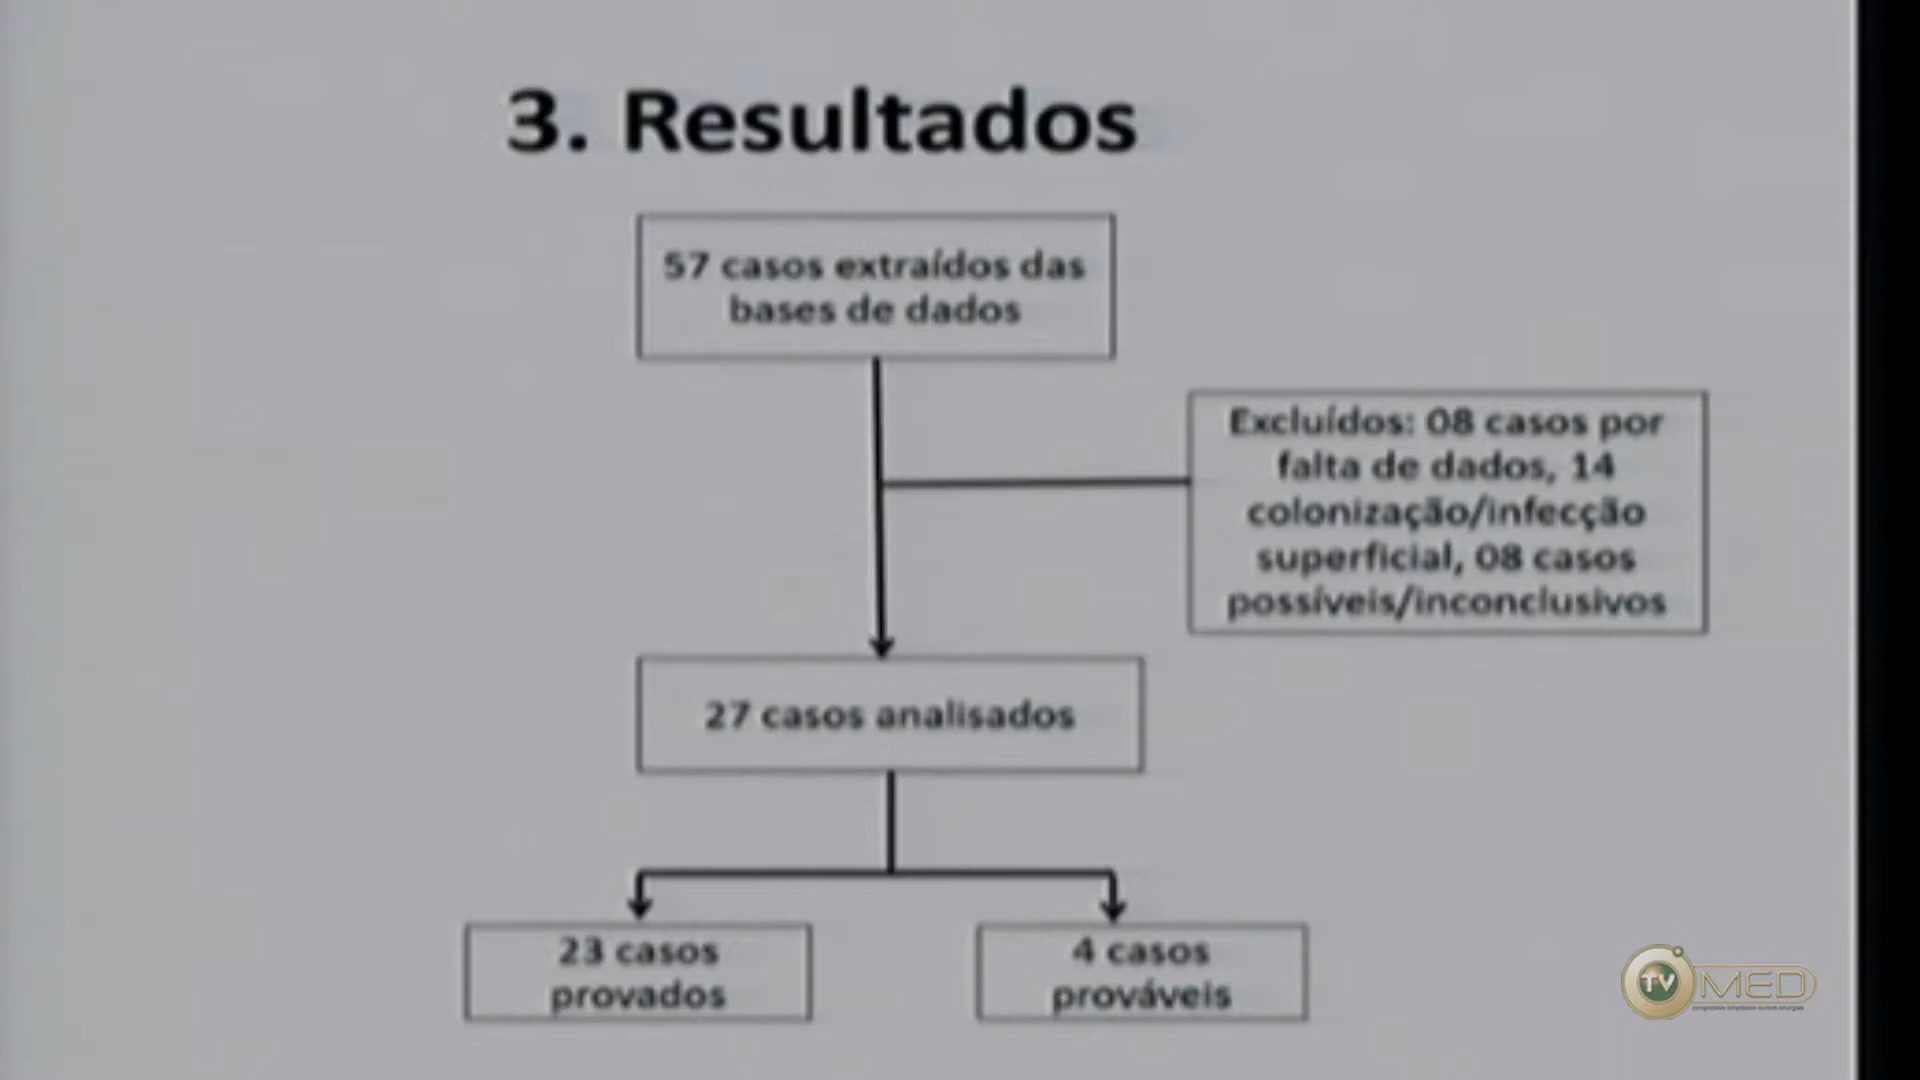 3. Resultados
57 casos extraídos das
bases de dados
Excluídos: 08 casos por
falta de dados, 14
colonização/infecção
superficial, 08 casos
possíveis/inconclusivos
27 casos analisados
23 casos
provados
4 casos
prováveis
TV MED